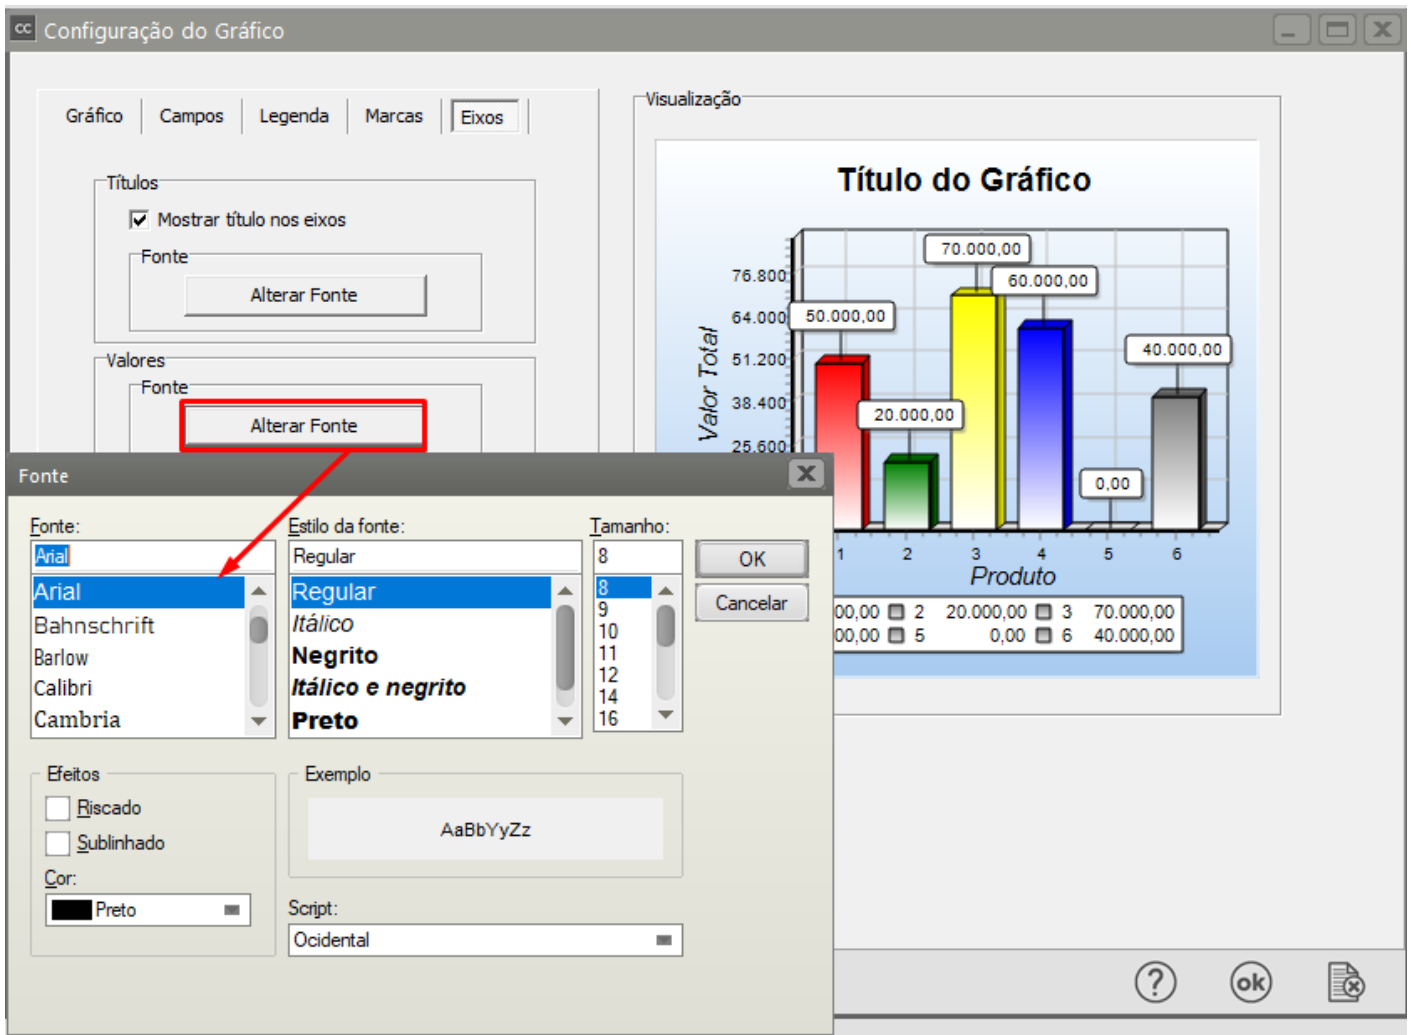 cc Configuração do Gráfico
Gráfico Campos Legenda Marcas Eixos
Títulos
Mostrar título nos eixos
Fonte
Alterar Fonte
Valores
Fonte
Alterar Fonte
Visualização
Título do Gráfico
Valor Total
76.800
64.000
51.200
38.400
25.600
50.000,00
20.000,00
70.000,00
60.000,00
0,00
40.000,00
1 2 3 4 5 6
Produto
00,00 2 20.000,00 3 70.000,00
00,00 5 0,00 6 40.000,00
Fonte
Fonte:
Arial
Arial
Bahnschrift
Barlow
Calibri
Cambria
Estilo da fonte:
Regular
Regular
Itálico
Negrito
Itálico e negrito
Preto
Tamanho:
8
8
9
10
11
12
14
16
OK
Cancelar
Efeitos
Riscado
Sublinhado
Cor:
Preto
Exemplo
AaBbYyZz
Script:
Ocidental
? ok